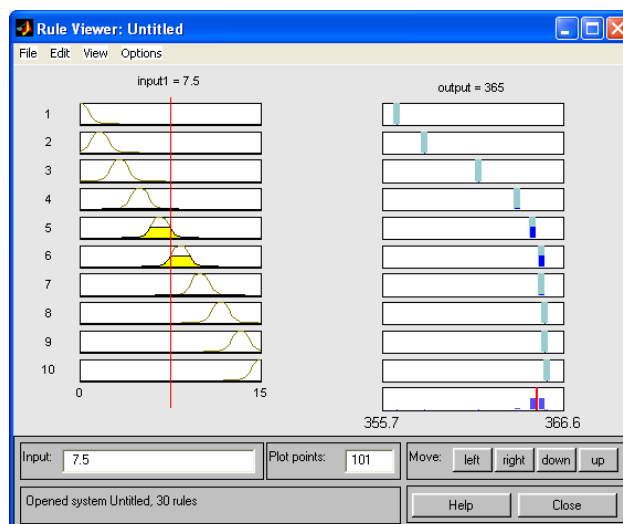 Rule Viewer: Untitled
File Edit View Options
input1 = 7.5
output = 365
1
2
3
4
5
6
7
8
9
10
0 15
355.7 366.6
Input: 7.5
Plot points: 101
Move: left right down up
Opened system Untitled, 30 rules
Help Close